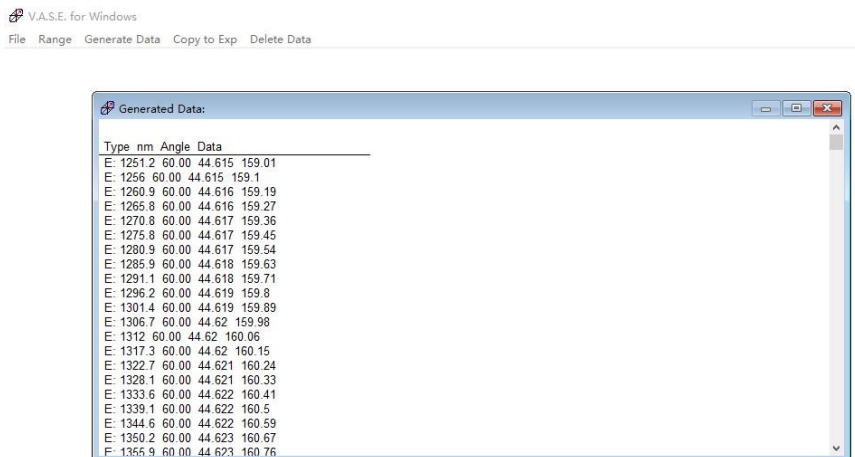 V.A.S.E. for Windows
File Range Generate Data Copy to Exp Delete Data
Generated Data:
Type nm Angle Data
E: 1251.2 60.00 44.615 159.01
E: 1256 60.00 44.615 159.1
E: 1260.9 60.00 44.616 159.19
E: 1265.8 60.00 44.616 159.27
E: 1270.8 60.00 44.617 159.36
E: 1275.8 60.00 44.617 159.45
E: 1280.9 60.00 44.617 159.54
E: 1285.9 60.00 44.618 159.63
E: 1291.1 60.00 44.618 159.71
E: 1296.2 60.00 44.619 159.8
E: 1301.4 60.00 44.619 159.89
E: 1306.7 60.00 44.62 159.98
E: 1312 60.00 44.62 160.06
E: 1317.3 60.00 44.62 160.15
E: 1322.7 60.00 44.621 160.24
E: 1328.1 60.00 44.621 160.33
E: 1333.6 60.00 44.622 160.41
E: 1339.1 60.00 44.622 160.5
E: 1344.6 60.00 44.622 160.59
E: 1350.2 60.00 44.623 160.67
E: 1355.9 60.00 44.623 160.76